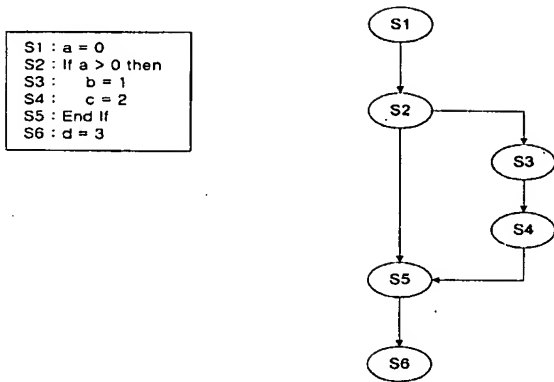 S1 : a = 0
S2 : If a > 0 then
S3 : b = 1
S4 : c = 2
S5 : End If
S6 : d = 3
S1
S2
S3
S4
S5
S6